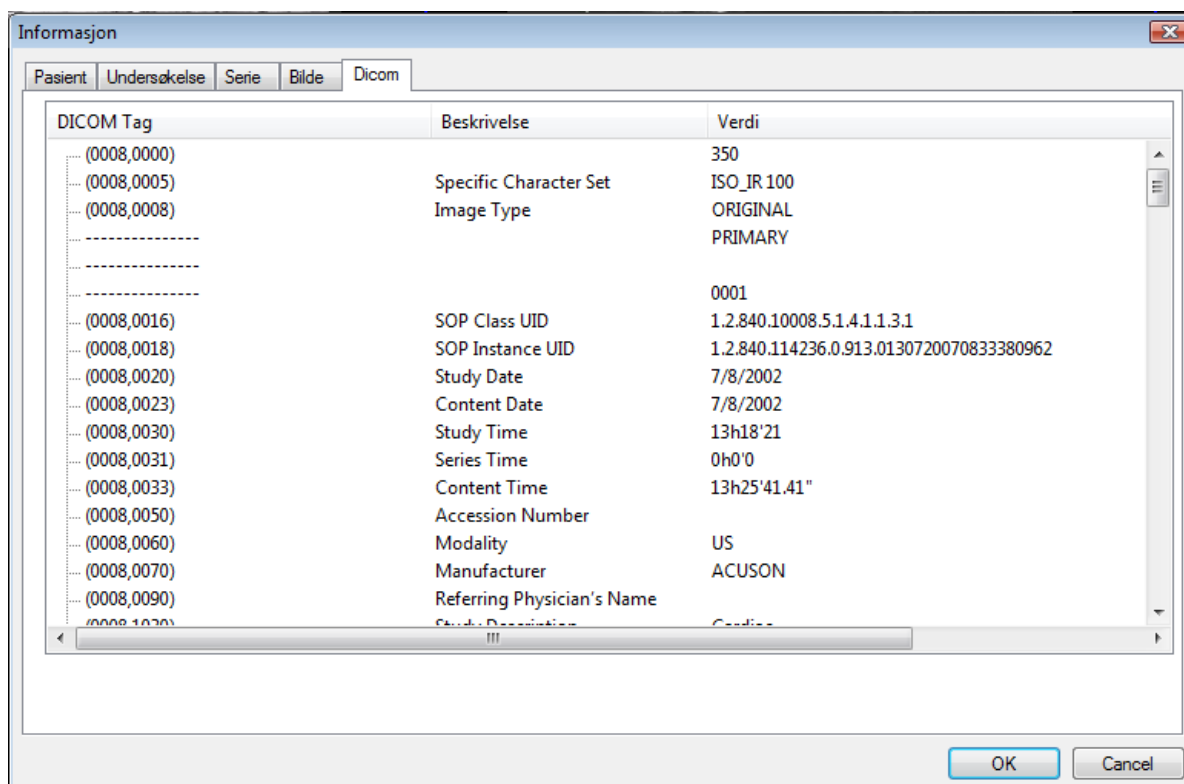 Informasjon
Pasient Undersøkelse Serie Bilde Dicom
DICOM Tag Beskrivelse Verdi
(0008,0000) 350
(0008,0005) Specific Character Set ISO_IR 100
(0008,0008) Image Type ORIGINAL
--------------- PRIMARY
---------------
--------------- 0001
(0008,0016) SOP Class UID 1.2.840.10008.5.1.4.1.1.3.1
(0008,0018) SOP Instance UID 1.2.840.114236.0.913.0130720070833380962
(0008,0020) Study Date 7/8/2002
(0008,0023) Content Date 7/8/2002
(0008,0030) Study Time 13h18'21
(0008,0031) Series Time 0h0'0
(0008,0033) Content Time 13h25'41.41"
(0008,0050) Accession Number
(0008,0060) Modality US
(0008,0070) Manufacturer ACUSON
(0008,0090) Referring Physician's Name
(0008,1030) Study Description Cardiac
OK Cancel